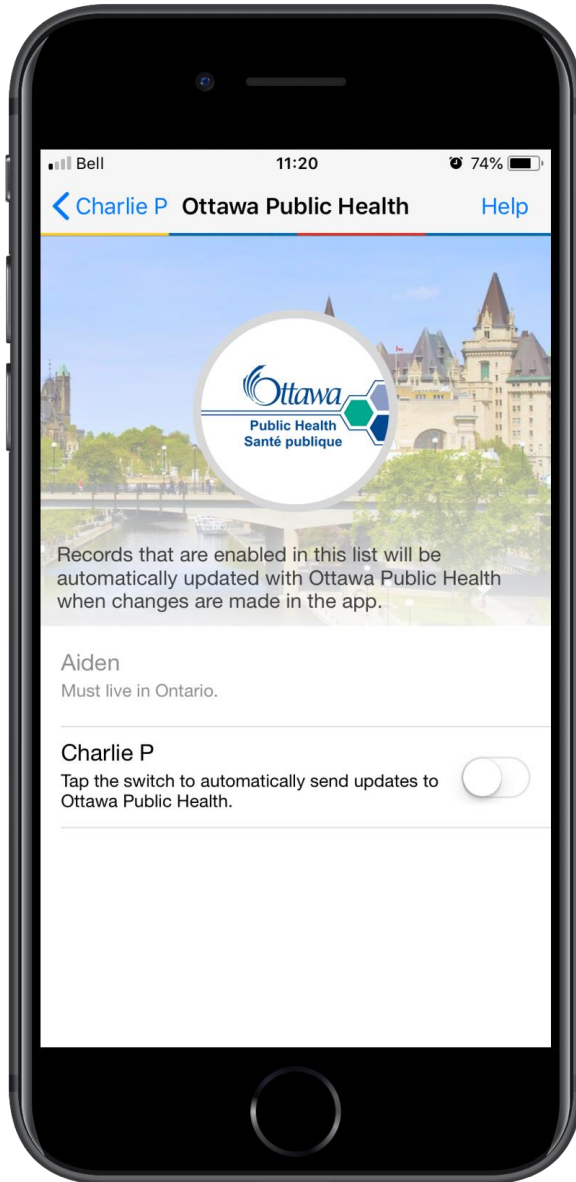 Bell 11:20 74%
Charlie P Ottawa Public Health Help
Ottawa
Public Health
Santé publique
Records that are enabled in this list will be
automatically updated with Ottawa Public Health
when changes are made in the app.
Aiden
Must live in Ontario.
Charlie P
Tap the switch to automatically send updates to
Ottawa Public Health.